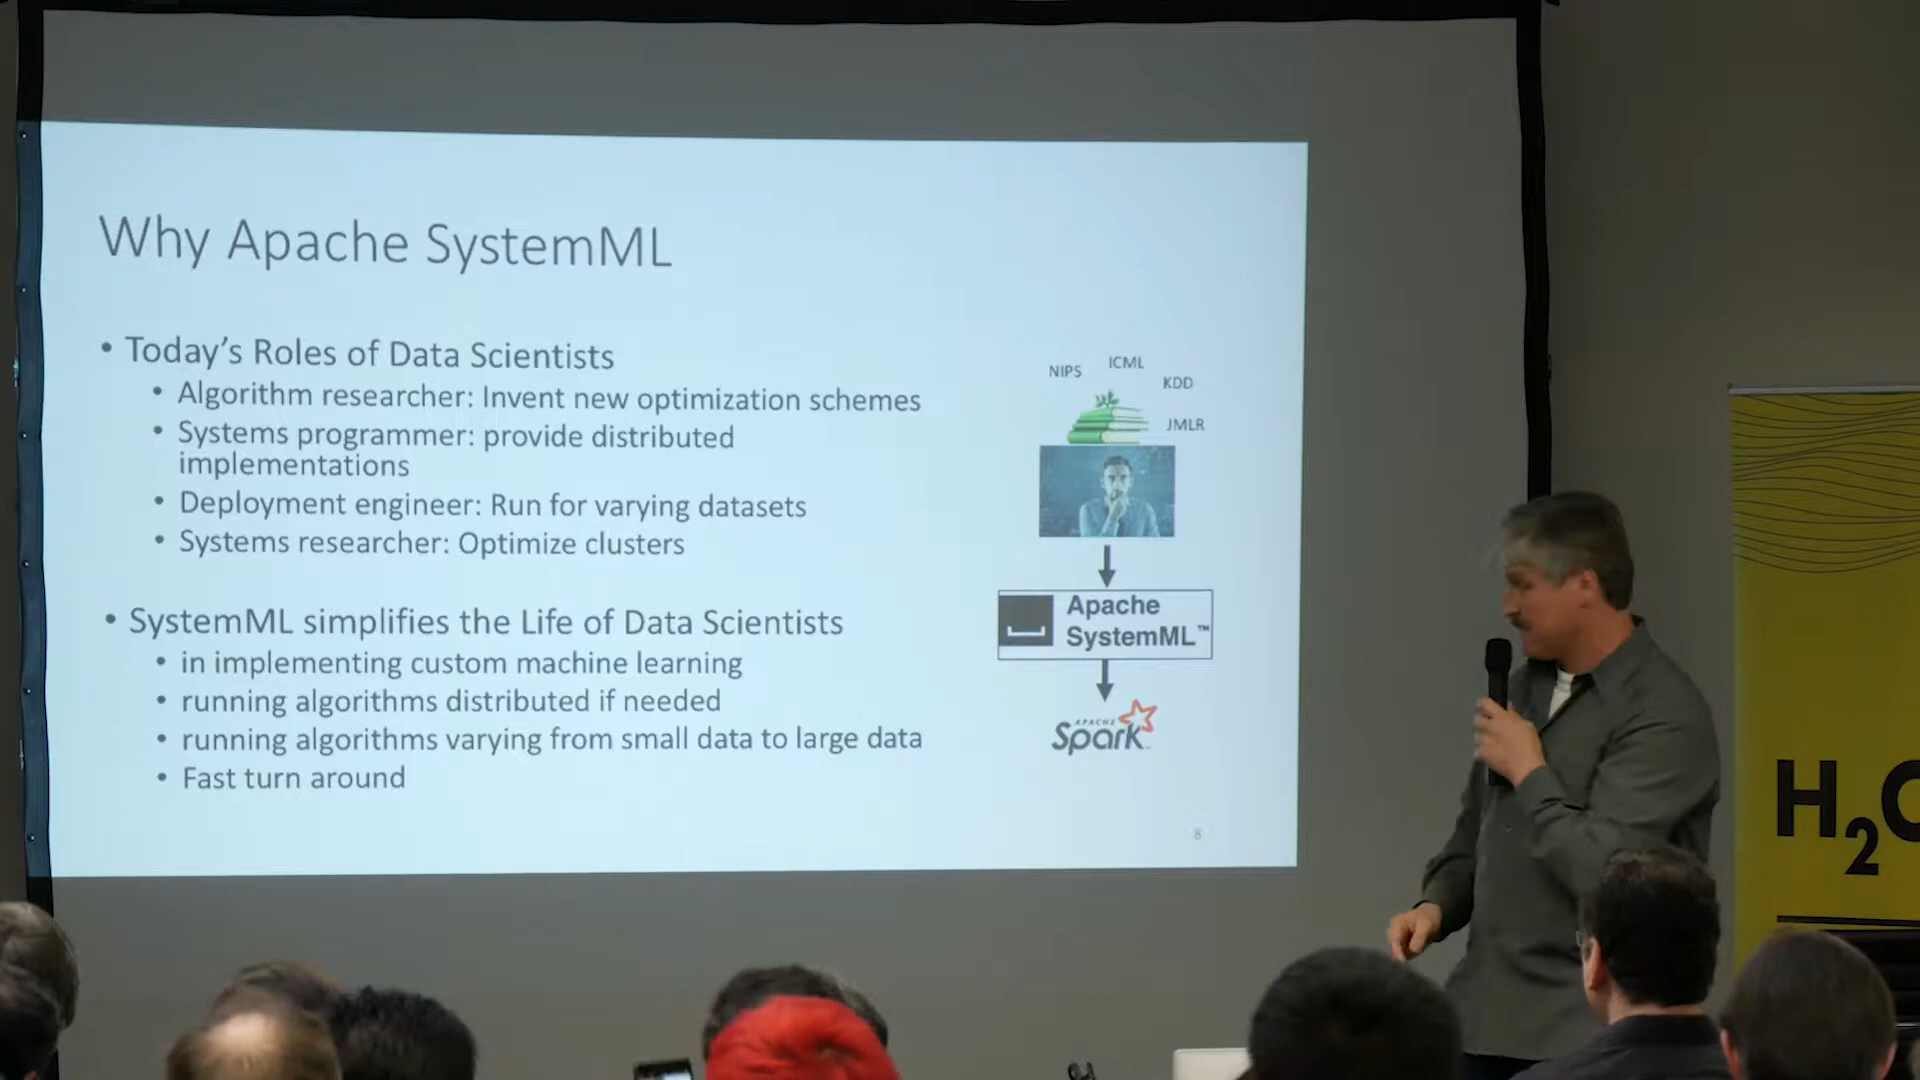 Why Apache SystemML
• Today's Roles of Data Scientists
• Algorithm researcher: Invent new optimization schemes
• Systems programmer: provide distributed
implementations
• Deployment engineer: Run for varying datasets
• Systems researcher: Optimize clusters
• SystemML simplifies the Life of Data Scientists
• in implementing custom machine learning
• running algorithms distributed if needed
• running algorithms varying from small data to large data
• Fast turn around
NIPS
ICML
KDD
JMLR
Apache
SystemML™
APACHE
Spark
8
H2O